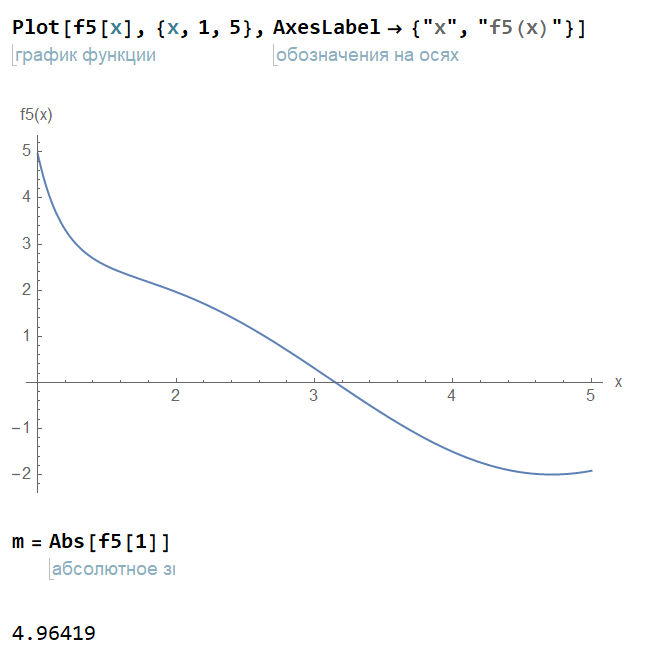 Plot[f5[x], {x, 1, 5}, AxesLabel → {"x", "f5(x)"}]
график функции обозначения на осях
f5(x)
5
4
3
2
1
2 3 4 5 x
-1
-2
m = Abs[f5[1]]
абсолютное зн
4.96419